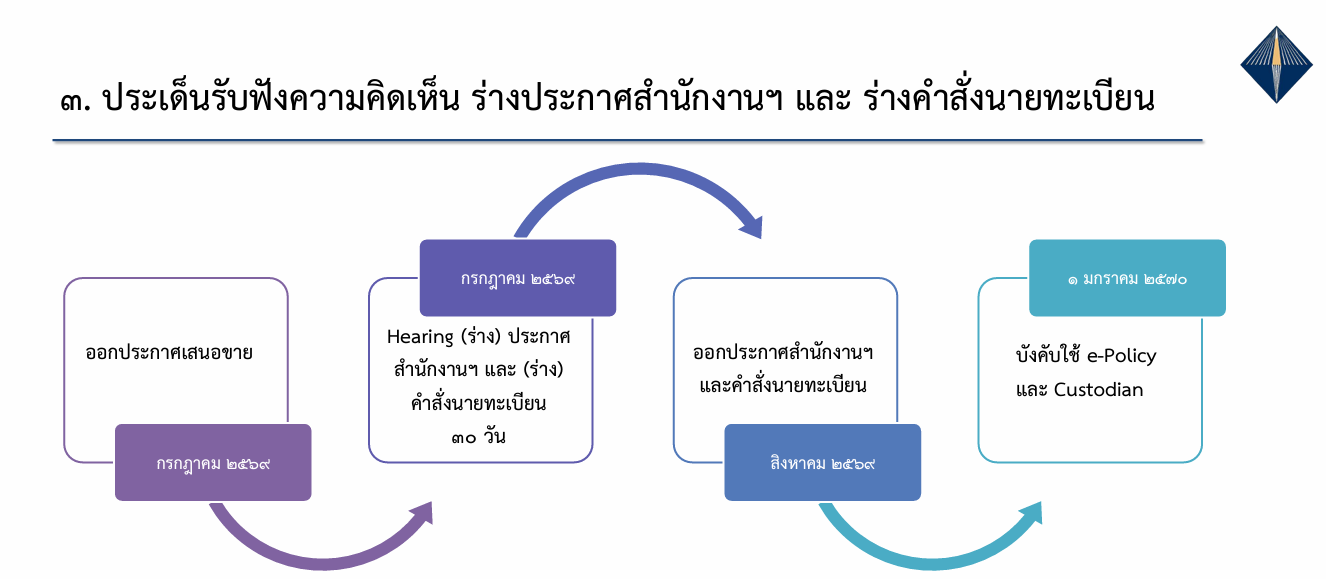 ๓. ประเด็นรับฟังความคิดเห็น ร่างประกาศสำนักงานฯ และ ร่างคำสั่งนายทะเบียน
ออกประกาศเสนอขาย
กรกฎาคม ๒๕๖๙
กรกฎาคม ๒๕๖๙
Hearing (ร่าง) ประกาศ
สำนักงานฯ และ (ร่าง)
คำสั่งนายทะเบียน
๓๐ วัน
ออกประกาศสำนักงานฯ
และคำสั่งนายทะเบียน
สิงหาคม ๒๕๖๙
๑ มกราคม ๒๕๗๐
บังคับใช้ e-Policy
และ Custodian